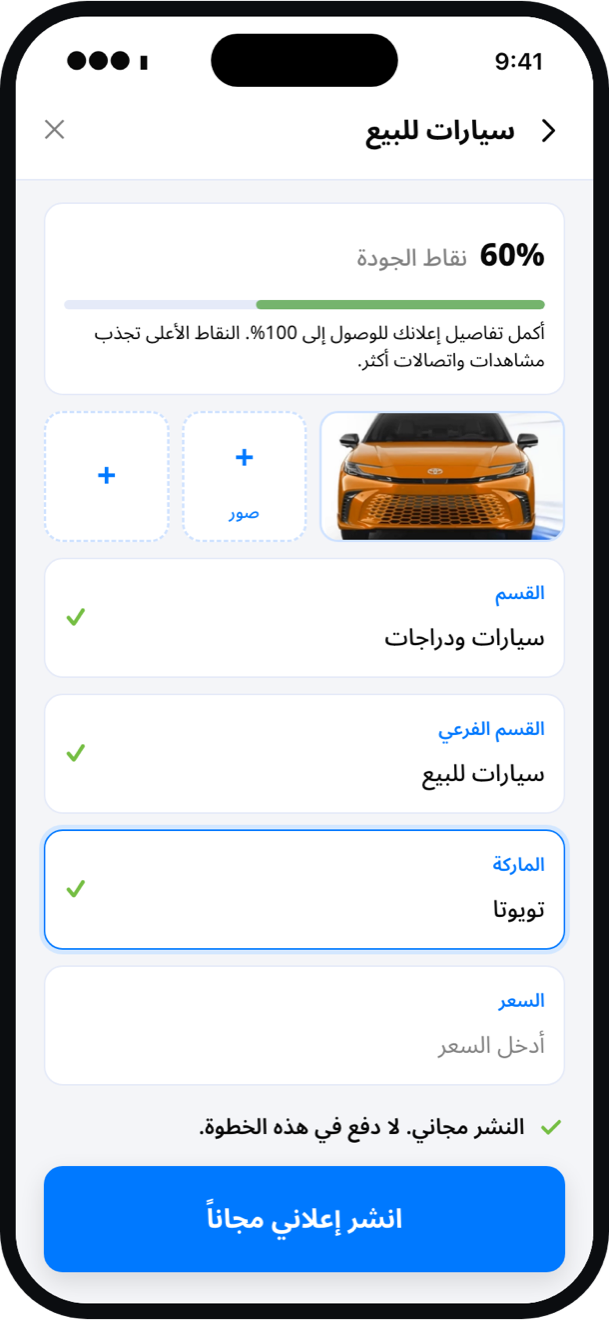 9:41
سيارات للبيع
60% نقاط الجودة
أكمل تفاصيل إعلانك للوصول إلى 100%. النقاط الأعلى تجذب
مشاهدات واتصالات أكثر.
+
صور
+
القسم
سيارات ودراجات
القسم الفرعي
سيارات للبيع
الماركة
تويوتا
السعر
أدخل السعر
النشر مجاني. لا دفع في هذه الخطوة.
انشر إعلاني مجاناً